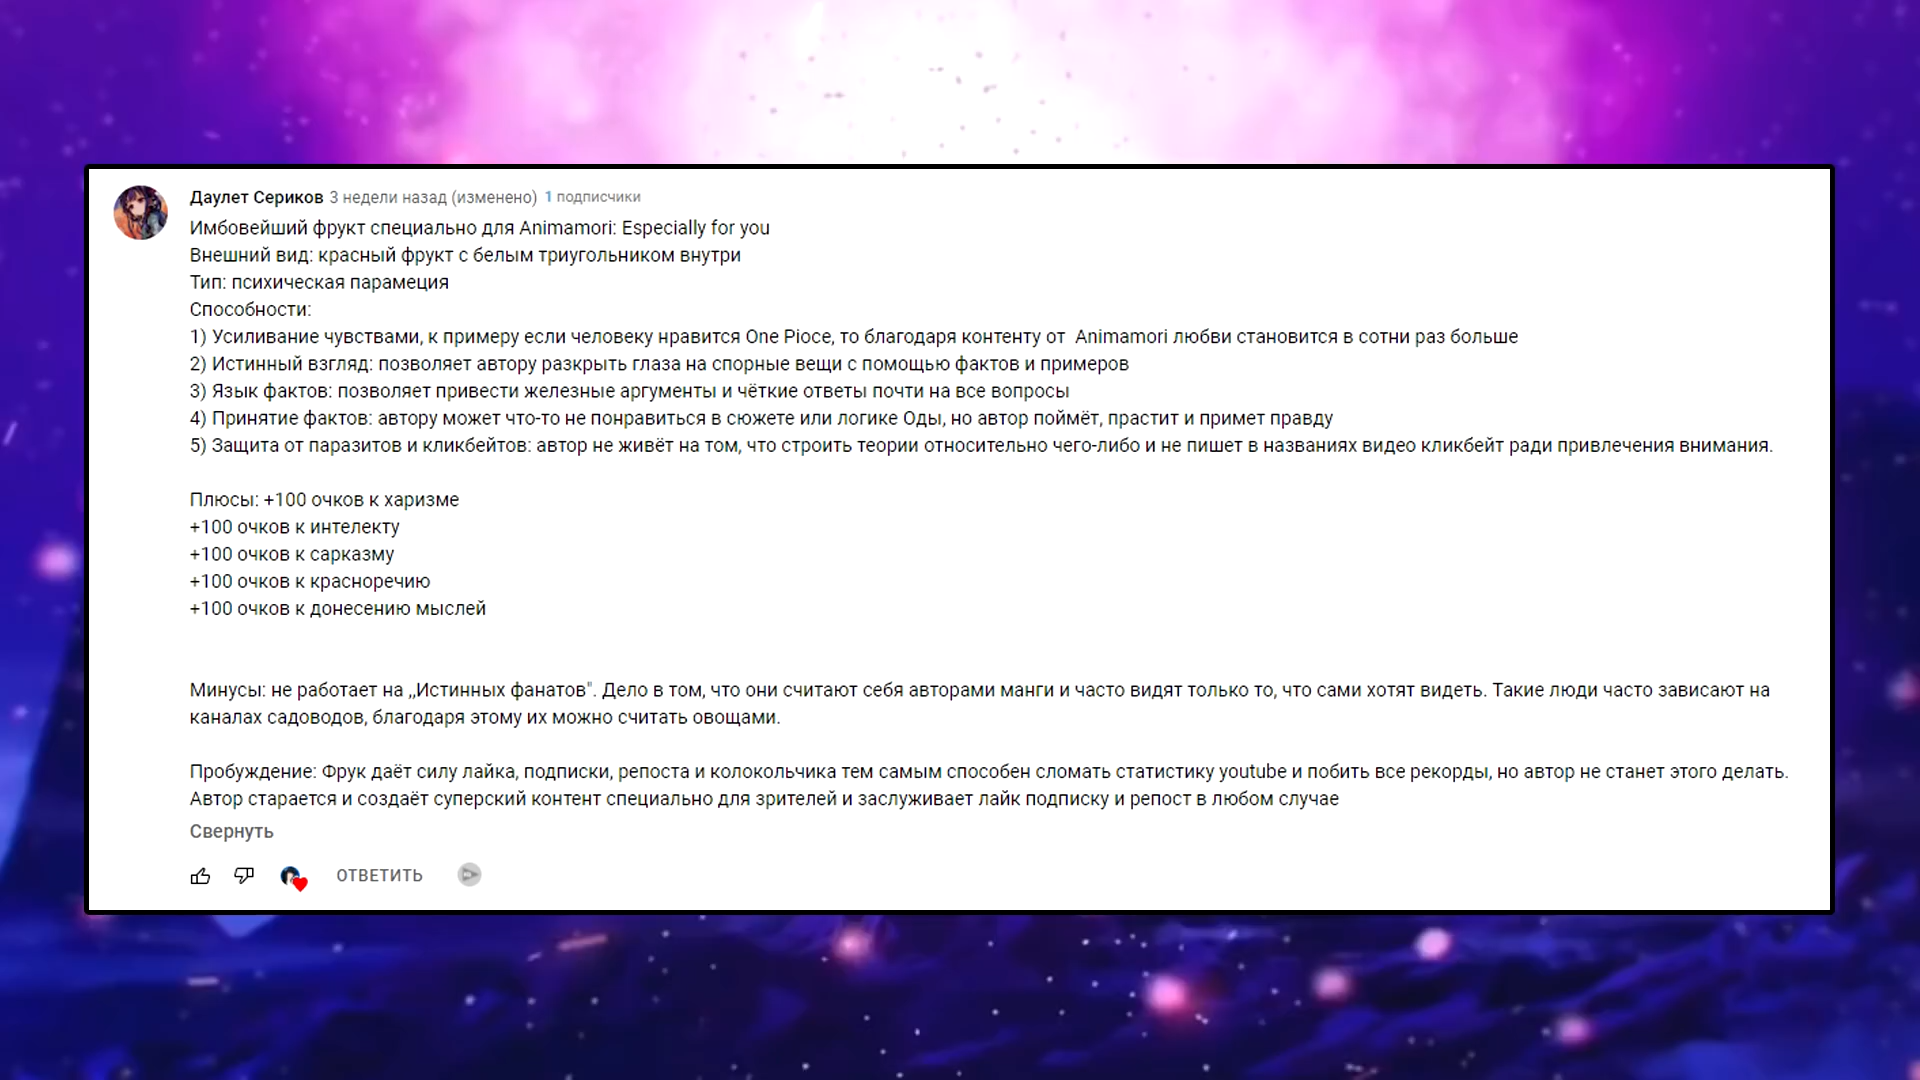 Даулет Сериков 3 недели назад (изменено) 1 подписчики
Имбовейший фрукт специально для Animamori: Especially for you
Внешний вид: красный фрукт с белым триугольником внутри
Тип: психическая парамеция
Способности:
1) Усиливание чувствами, к примеру если человеку нравится One Pioce, то благодаря контенту от  Animamori любви становится в сотни раз больше
2) Истинный взгляд: позволяет автору разкрыть глаза на спорные вещи с помощью фактов и примеров
3) Язык фактов: позволяет привести железные аргументы и чёткие ответы почти на все вопросы
4) Принятие фактов: автору может что-то не понравиться в сюжете или логике Оды, но автор поймёт, прастит и примет правду
5) Защита от паразитов и кликбейтов: автор не живёт на том, что строить теории относительно чего-либо и не пишет в названиях видео кликбейт ради привлечения внимания.
Плюсы: +100 очков к харизме
+100 очков к интелекту
+100 очков к сарказму
+100 очков к красноречию
+100 очков к донесению мыслей
Минусы: не работает на ,,Истинных фанатов". Дело в том, что они считают себя авторами манги и часто видят только то, что сами хотят видеть. Такие люди часто зависают на
каналах садоводов, благодаря этому их можно считать овощами.
Пробуждение: Фрук даёт силу лайка, подписки, репоста и колокольчика тем самым способен сломать статистику youtube и побить все рекорды, но автор не станет этого делать.
Автор старается и создаёт суперский контент специально для зрителей и заслуживает лайк подписку и репост в любом случае
Свернуть
ОТВЕТИТЬ